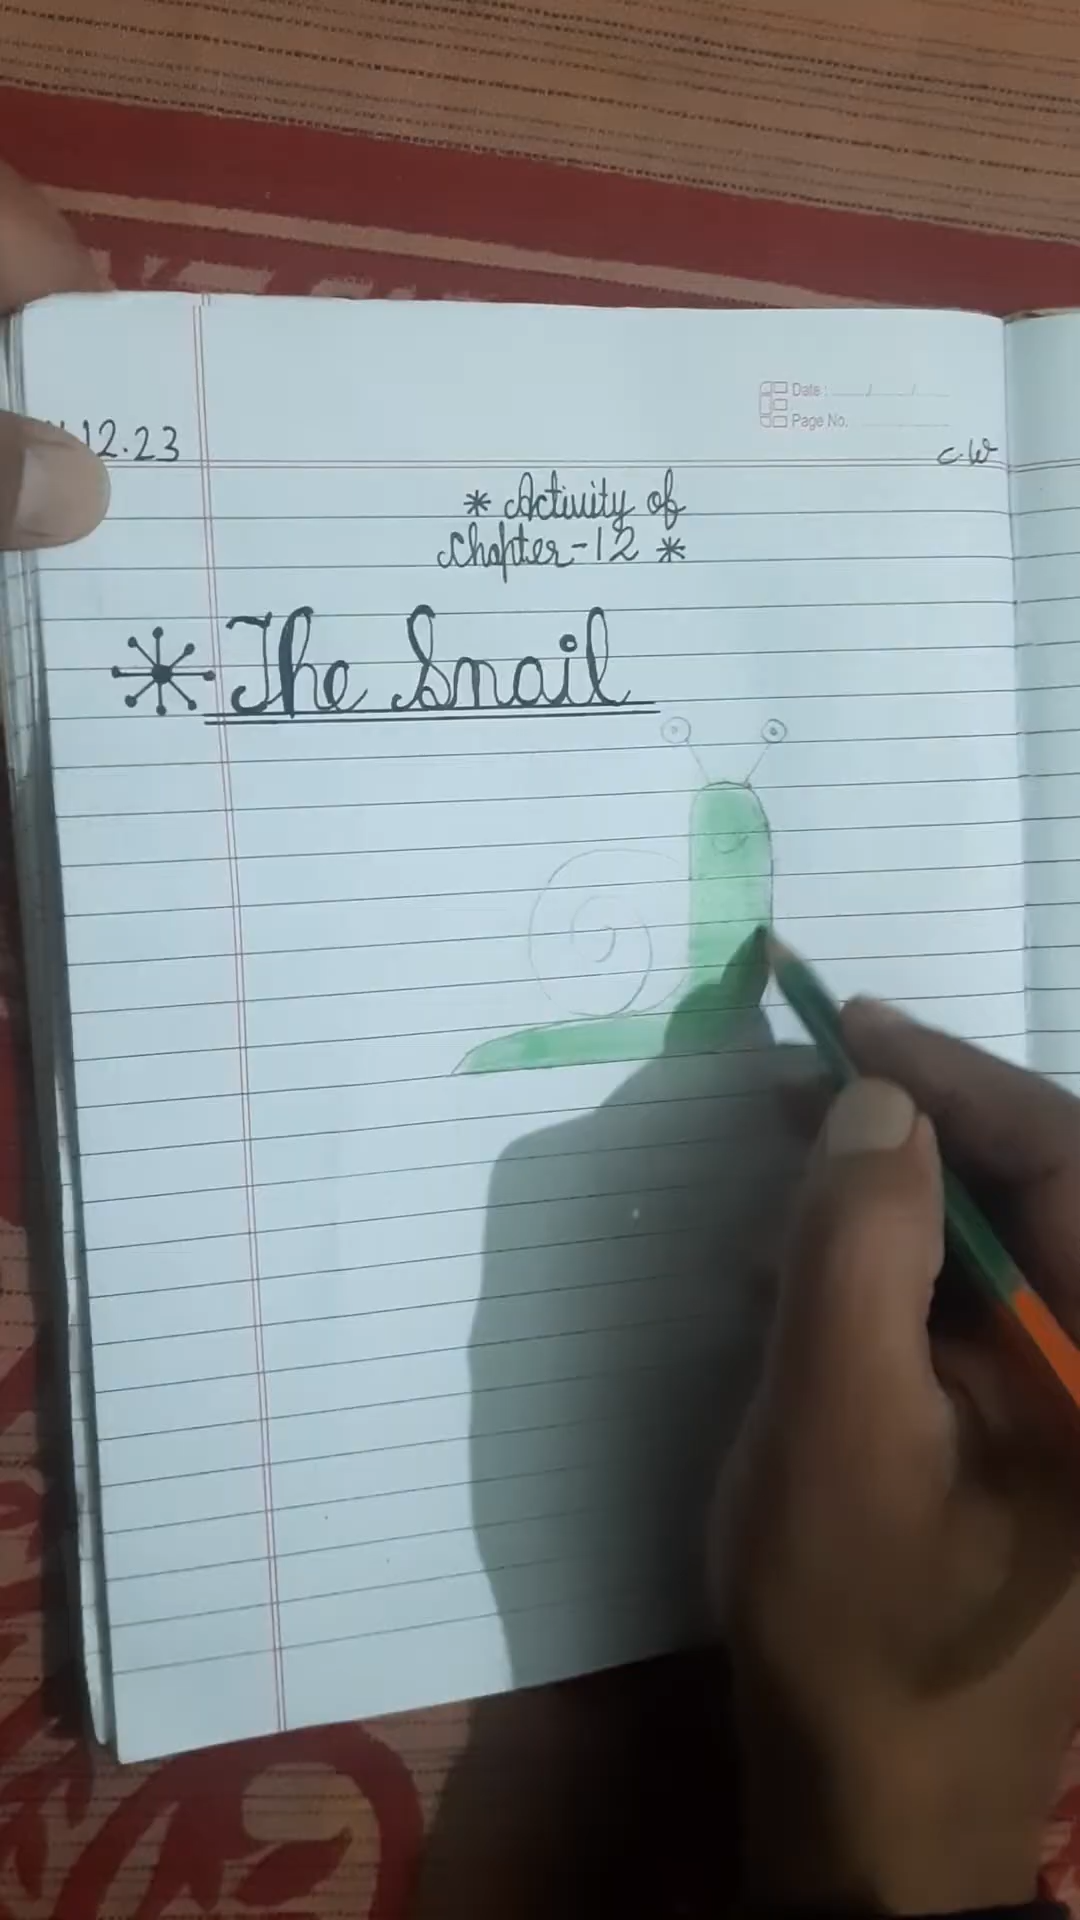 Date : ...../...../.....
Page No.
12.23
C.W
* Activity of
Chapter-12 *
The Snail